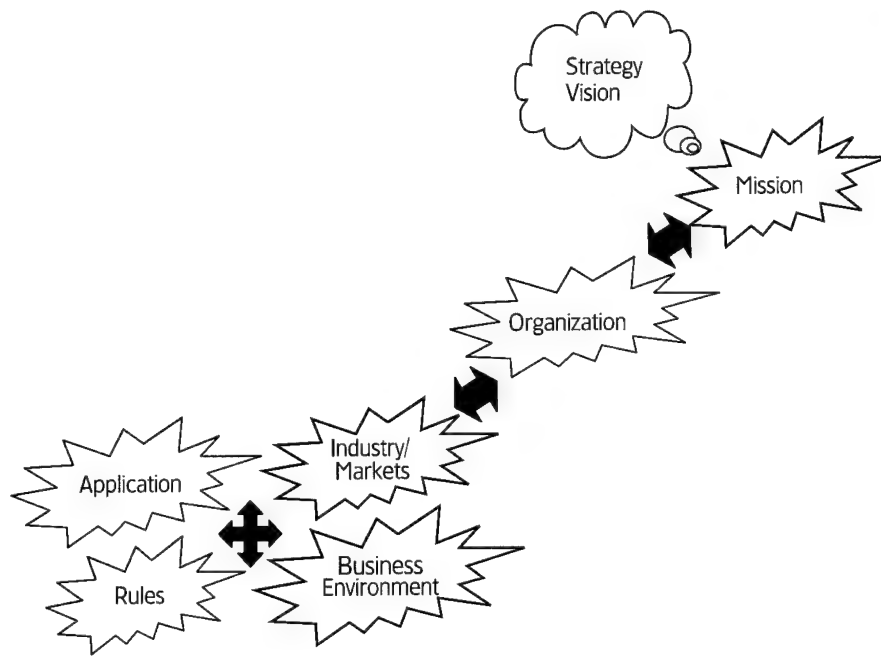 Strategy
Vision
Mission
Organization
Industry/
Markets
Application
Business
Environment
Rules